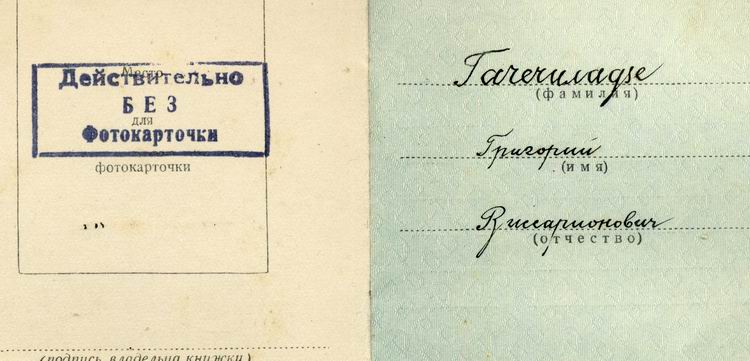 Место
Действительно
БЕЗ
для
Фотокарточки
фотокарточки
(подпись владельца книжки)
Гачечиладзе
(фамилия)
Григорий
(имя)
Виссарионович
(отчество)